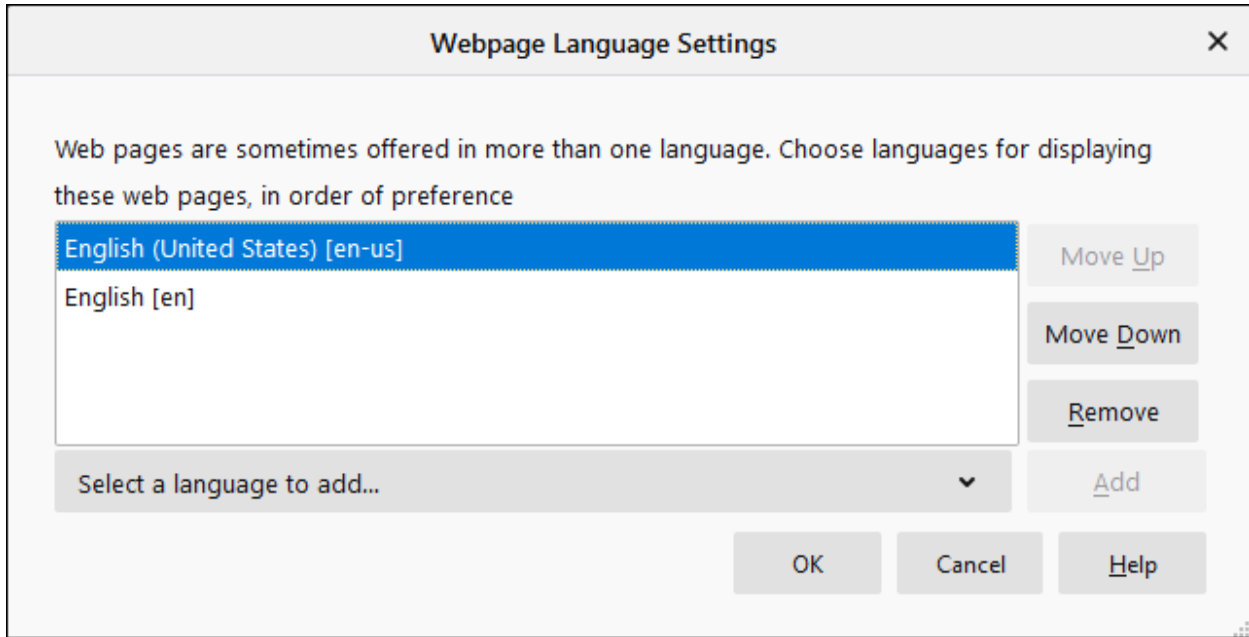 Webpage Language Settings
Web pages are sometimes offered in more than one language. Choose languages for displaying
these web pages, in order of preference
English (United States) [en-us]
Move Up
English [en]
Move Down
Remove
Select a language to add...
Add
OK
Cancel
Help